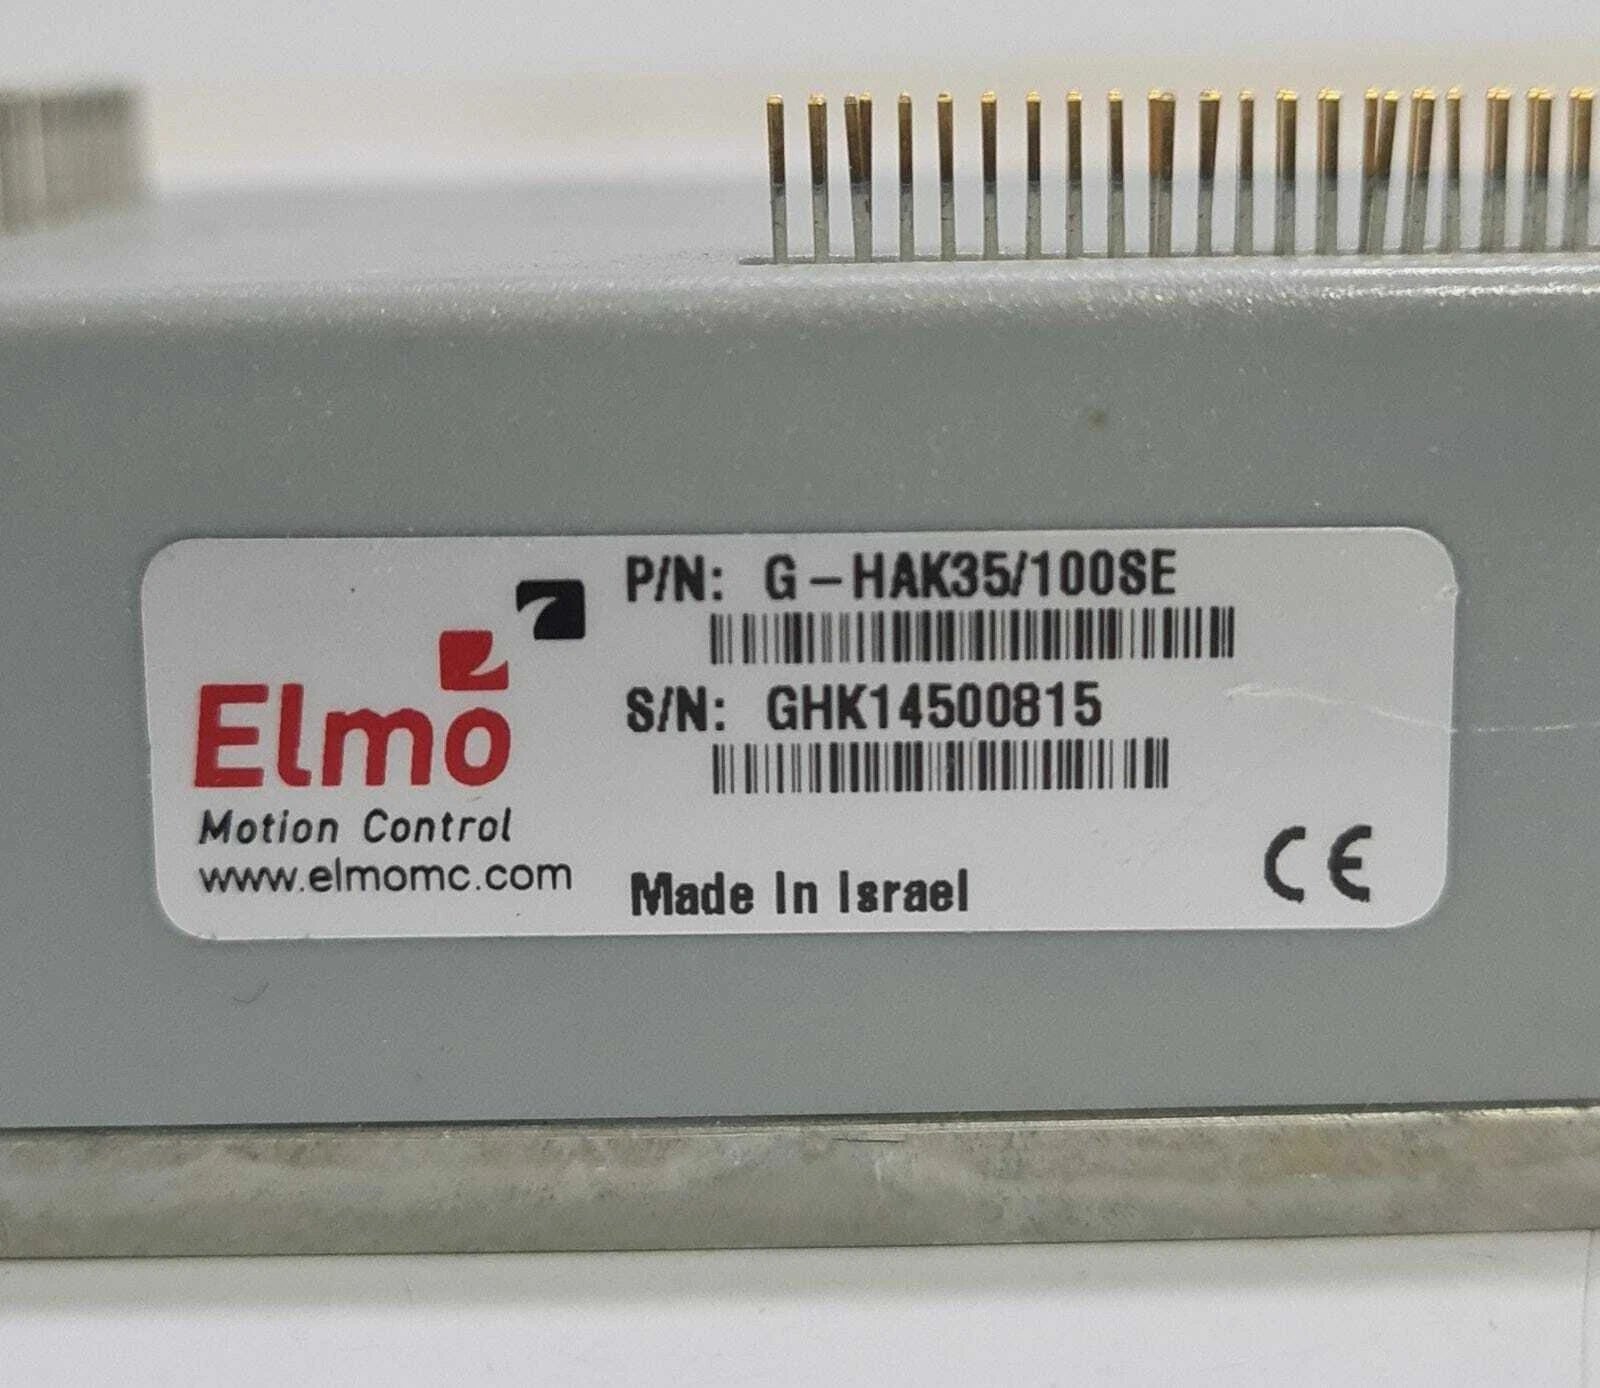 P/N: G-HAK35/100SE
S/N: GHK14500815
Elmo
Motion Control
www.elmomc.com
Made In Israel
CE